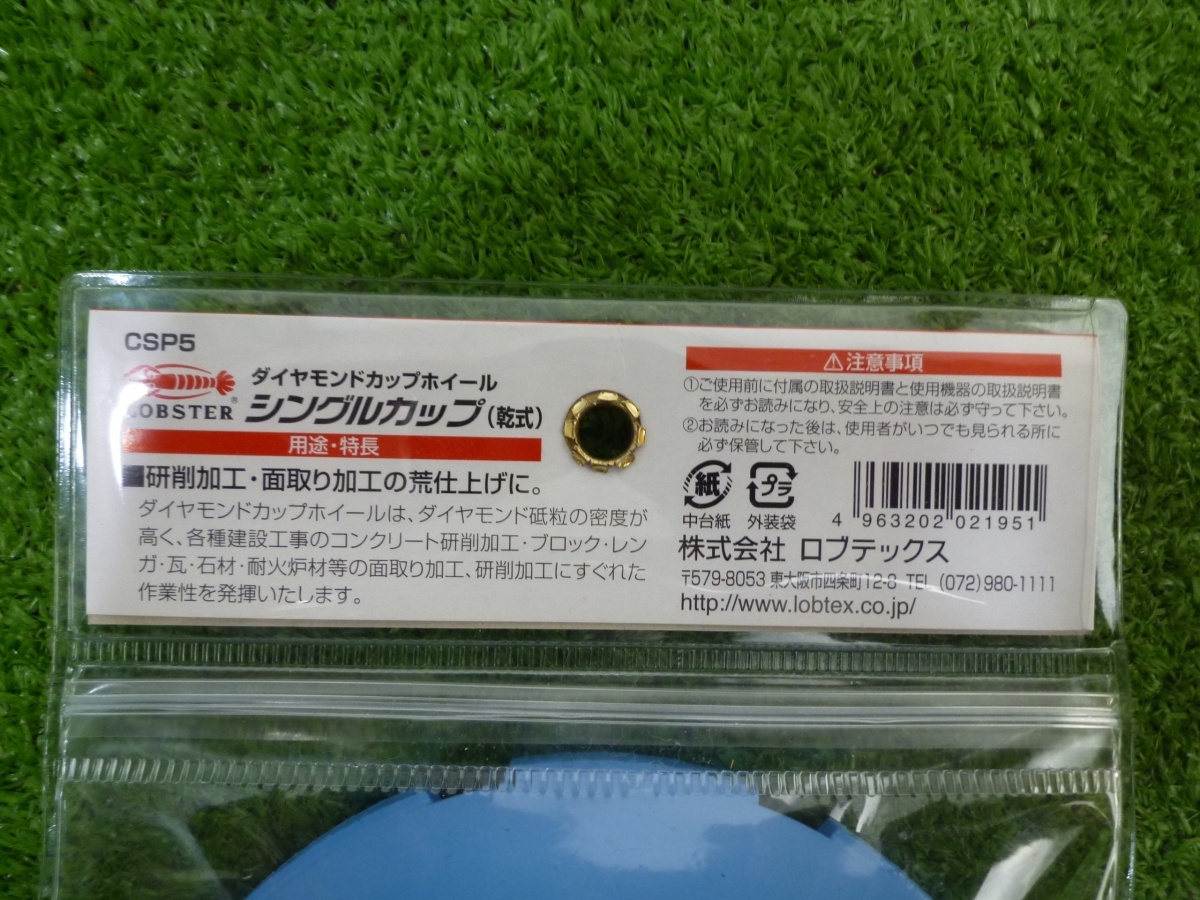 CSP5
LOBSTER®
ダイヤモンドカップホイール
シングルカップ(乾式)
用途・特長
■研削加工・面取り加工の荒仕上げに。
ダイヤモンドカップホイールは、ダイヤモンド砥粒の密度が
高く、各種建設工事のコンクリート研削加工・ブロック・レン
ガ・瓦・石材・耐火炉材等の面取り加工、研削加工にすぐれた
作業性を発揮いたします。
⚠注意事項
①ご使用前に付属の取扱説明書と使用機器の取扱説明書
を必ずお読みになり、安全上の注意は必ず守って下さい。
②お読みになった後は、使用者がいつでも見られる所に
必ず保管して下さい。
紙 プラ
中台紙 外装袋
4 963202 021951
株式会社 ロブテックス
〒579-8053 東大阪市四条町12-8 TEL (072)980-1111
http://www.lobtex.co.jp/